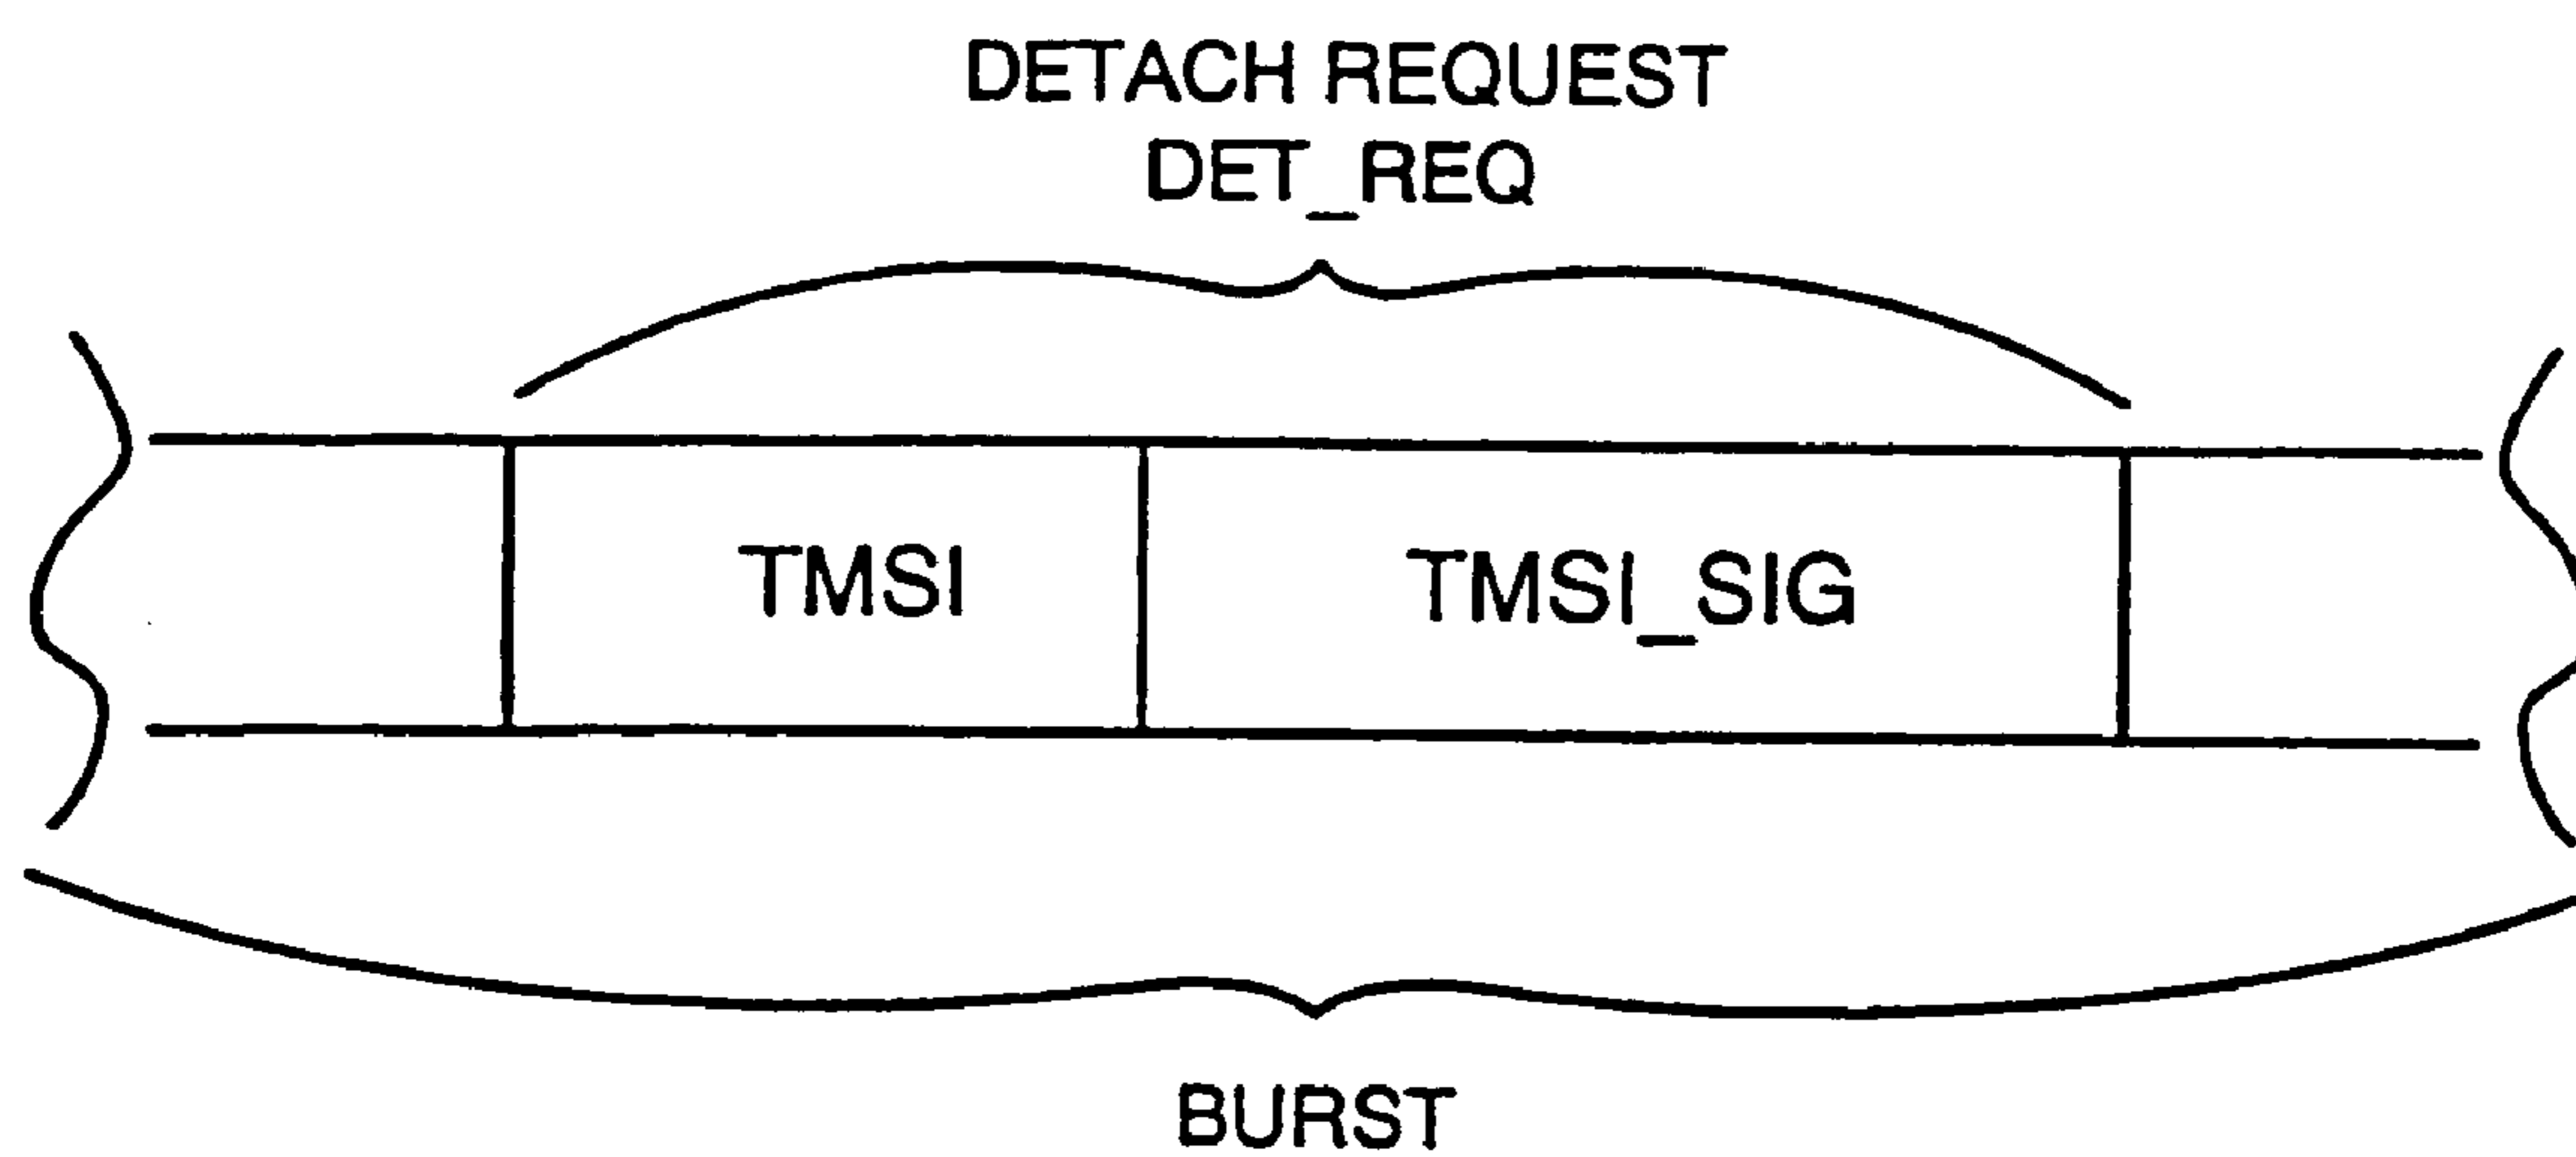 DETACH REQUEST
DET_REQ
TMSI
TMSI_SIG
BURST